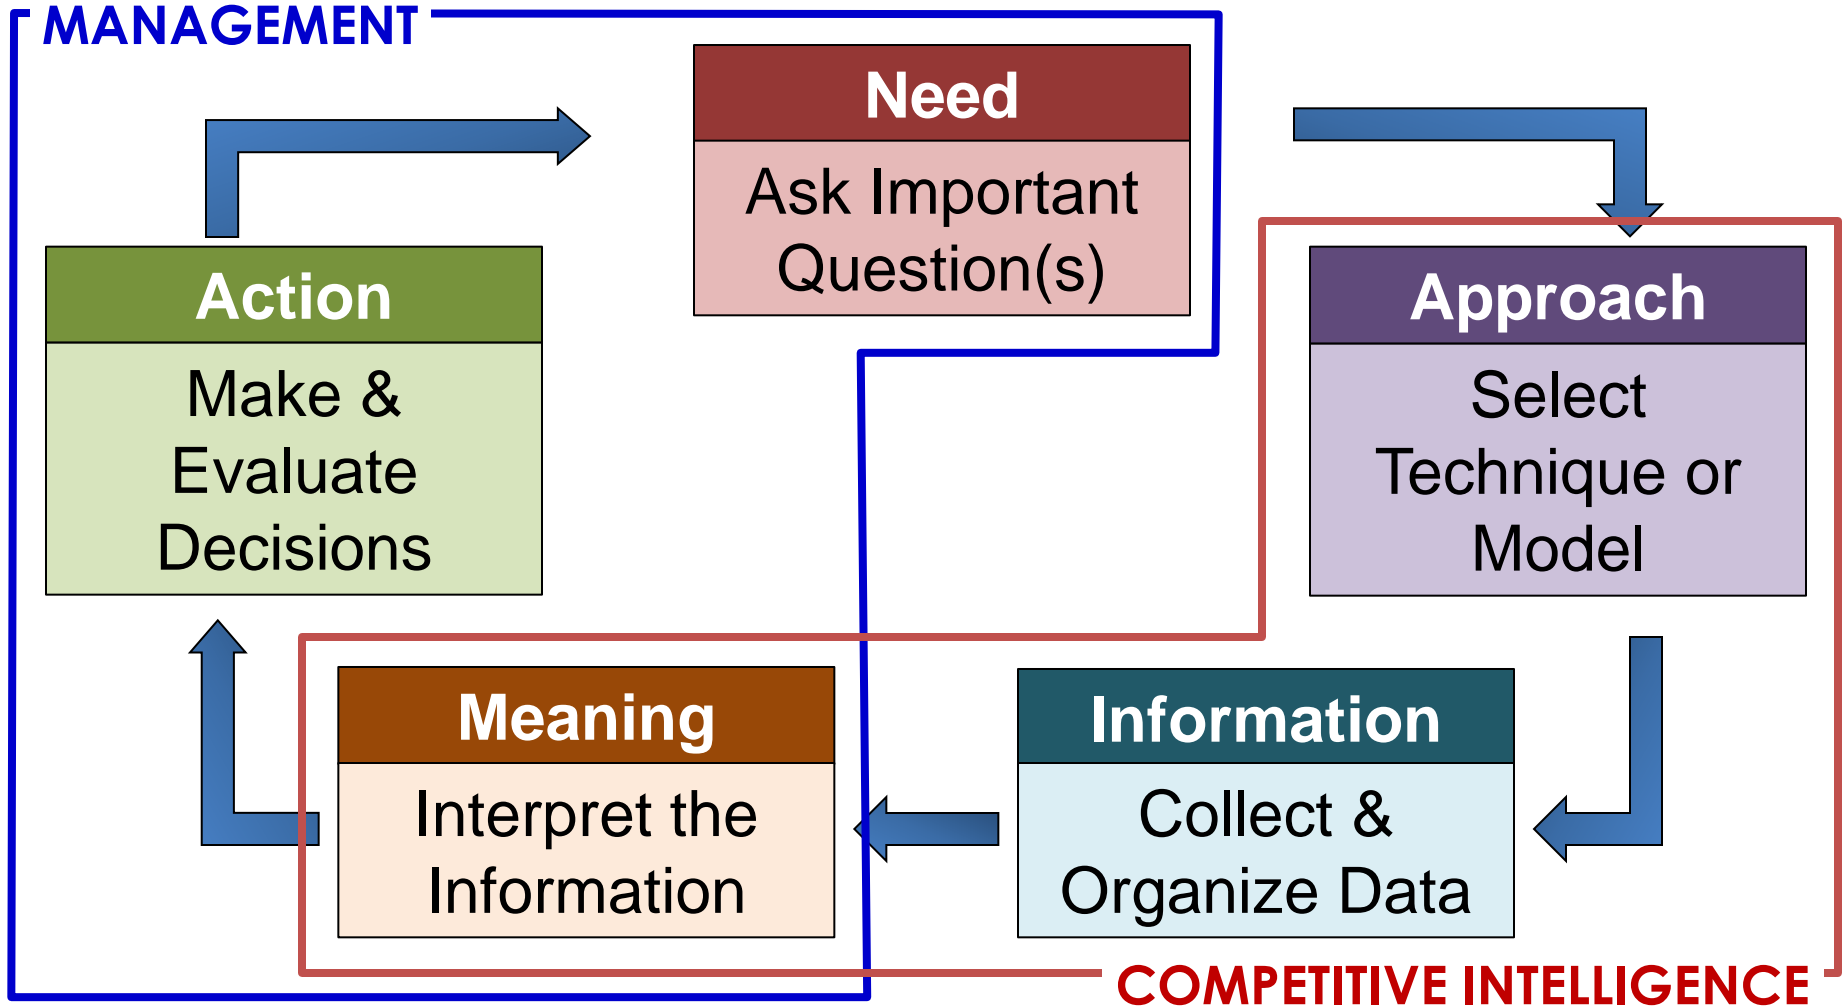 MANAGEMENT
Need
Ask Important
Question(s)
Action
Make &
Evaluate
Decisions
Approach
Select
Technique or
Model
Meaning
Interpret the
Information
Information
Collect &
Organize Data
COMPETITIVE INTELLIGENCE